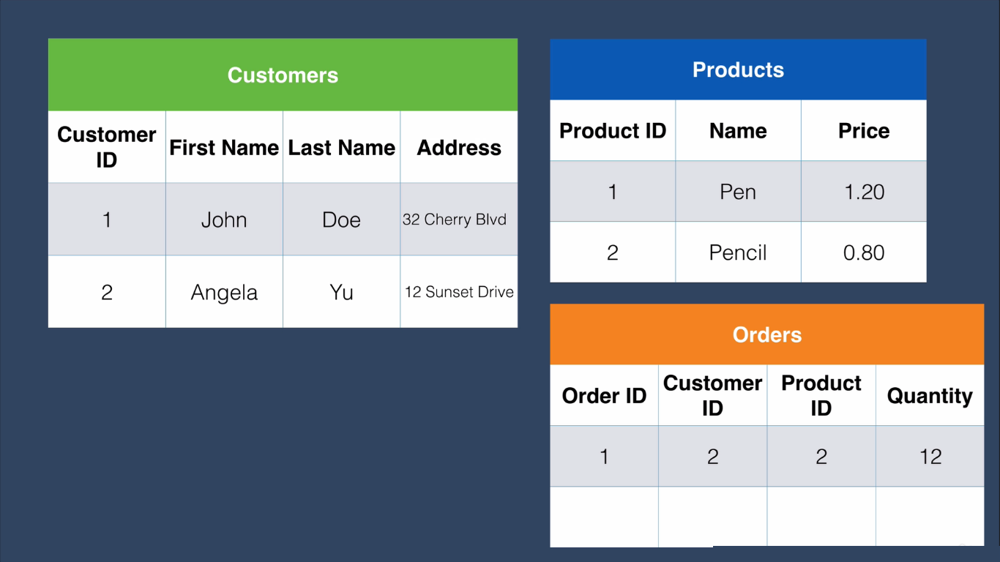 Customers
Customer ID First Name Last Name Address
1 John Doe 32 Cherry Blvd
2 Angela Yu 12 Sunset Drive
Products
Product ID Name Price
1 Pen 1.20
2 Pencil 0.80
Orders
Order ID Customer ID Product ID Quantity
1 2 2 12